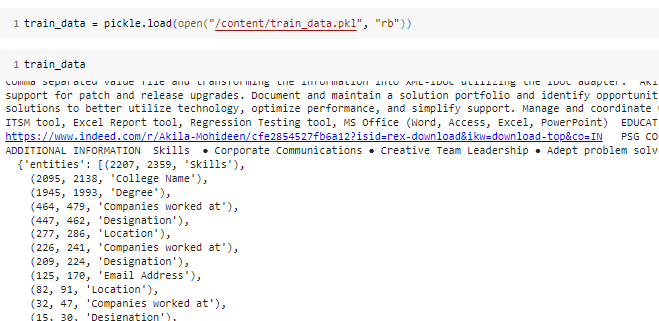 1 train_data = pickle.load(open("/content/train_data.pkl", "rb"))
1 train_data
comma separated value file and transforming the information into XML-IDOC utilizing the IDOC adapter.
support for patch and release upgrades. Document and maintain a solution portfolio and identify opportunit
solutions to better utilize technology, optimize performance, and simplify support. Manage and coordinate
ITSM tool, Excel Report tool, Regression Testing tool, MS Office (Word, Access, Excel, PowerPoint) EDUCAT
https://www.indeed.com/r/Akila-Mohideen/cfe2854527fb6a12?isid=rex-download&ikw=download-top&co=IN PSG CO
ADDITIONAL INFORMATION Skills • Corporate Communications • Creative Team Leadership • Adept problem solv
{'entities': [(2207, 2359, 'Skills'),
(2095, 2138, 'College Name'),
(1945, 1993, 'Degree'),
(464, 479, 'Companies worked at'),
(447, 462, 'Designation'),
(277, 286, 'Location'),
(226, 241, 'Companies worked at'),
(209, 224, 'Designation'),
(125, 170, 'Email Address'),
(82, 91, 'Location'),
(32, 47, 'Companies worked at'),
(15, 30, 'Designation'),